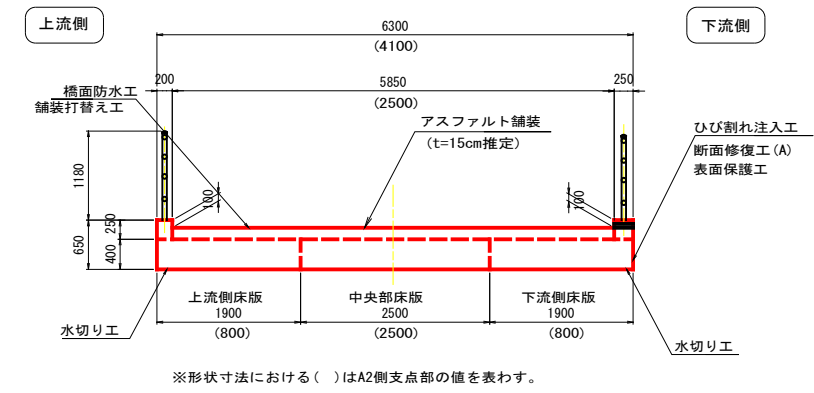 上流側
6300
(4100)
下流側
200
5850
250
(2500)
橋面防水工
舗装打替え工
アスファルト舗装
(t=15cm推定)
ひび割れ注入工
断面修復工(A)
表面保護工
1180
100
100
250
650
400
上流側床版
中央部床版
下流側床版
1900
2500
1900
(800)
(2500)
(800)
水切り工
水切り工
※形状寸法における( )はA2側支点部の値を表わす。